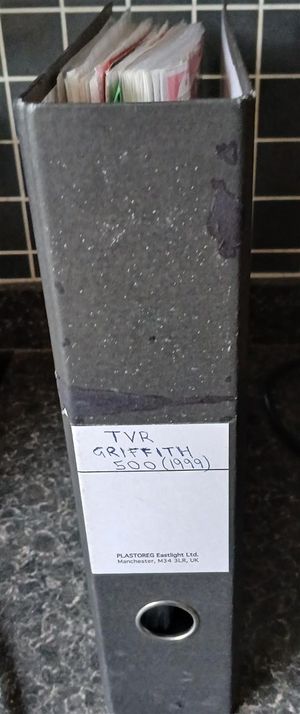 TVR
GRIFFITH
500 (1999)
PLASTOREG Eastlight Ltd.
Manchester, M34 3LR, UK